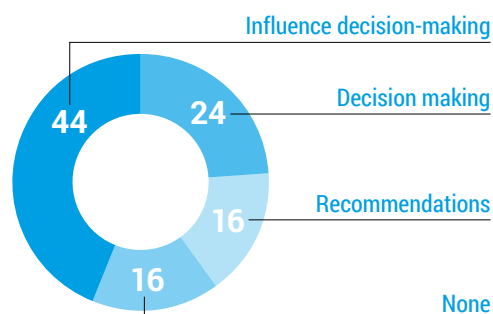 Influence decision-making
44
24
Decision making
16
Recommendations
16
None